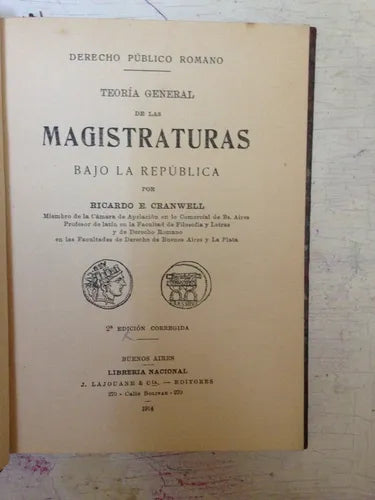 DERECHO PÚBLICO ROMANO
TEORÍA GENERAL
DE LAS
MAGISTRATURAS
BAJO LA REPÚBLICA
POR
RICARDO E. CRANWELL
Miembro de la Cámara de Apelación en lo Comercial de Bs. Aires
Profesor de latín en la Facultad de Filosofía y Letras
y de Derecho Romano
en las Facultades de Derecho de Buenos Aires y La Plata
2ª EDICIÓN CORREGIDA
BUENOS AIRES
LIBRERIA NACIONAL
J. LAJOUANE & Cía. — EDITORES
270 - Calle Bolívar - 270
1914